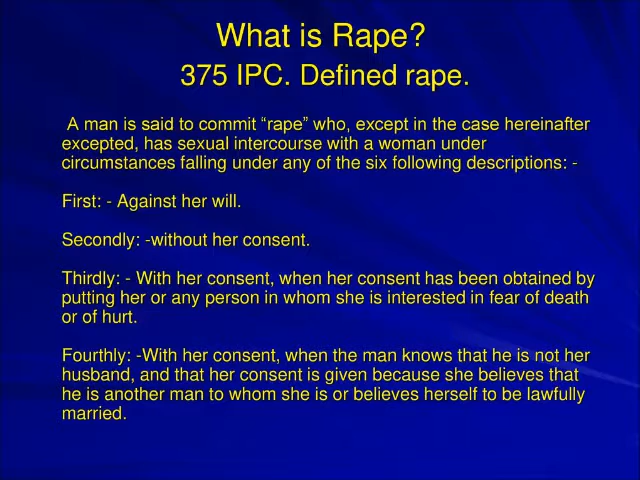 What is Rape?
375 IPC. Defined rape.
A man is said to commit “rape” who, except in the case hereinafter
excepted, has sexual intercourse with a woman under
circumstances falling under any of the six following descriptions: -
First: - Against her will.
Secondly: -without her consent.
Thirdly: - With her consent, when her consent has been obtained by
putting her or any person in whom she is interested in fear of death
or of hurt.
Fourthly: -With her consent, when the man knows that he is not her
husband, and that her consent is given because she believes that
he is another man to whom she is or believes herself to be lawfully
married.